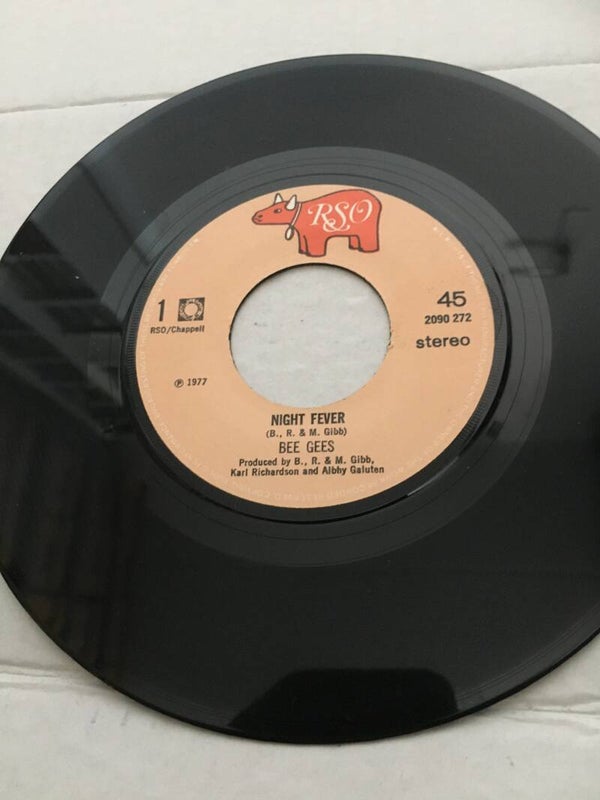 RSO
1
RSO/Chappell
45
2090 272
stereo
℗ 1977
NIGHT FEVER
(B., R. & M. Gibb)
BEE GEES
Produced by B., R. & M. Gibb,
Karl Richardson and Albhy Galuten